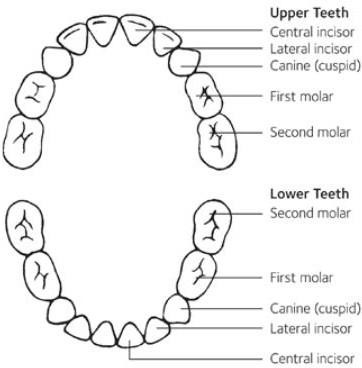 Upper Teeth
Central incisor
Lateral incisor
Canine (cuspid)
First molar
Second molar
Lower Teeth
Second molar
First molar
Canine (cuspid)
Lateral incisor
Central incisor